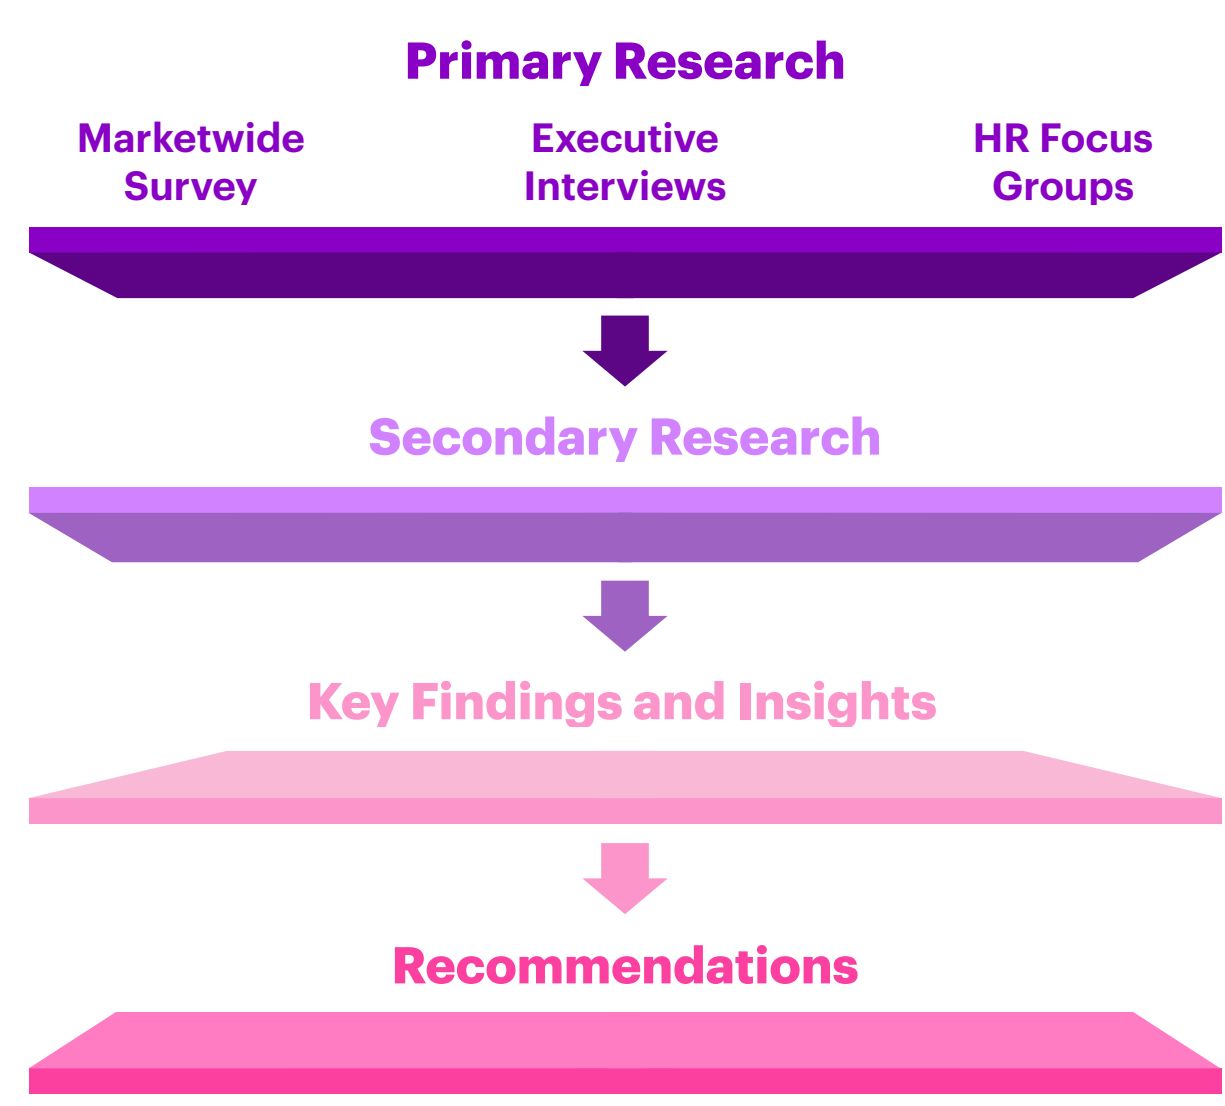 Primary Research
Marketwide
Survey
Executive
Interviews
HR Focus
Groups
Secondary Research
Key Findings and Insights
Recommendations